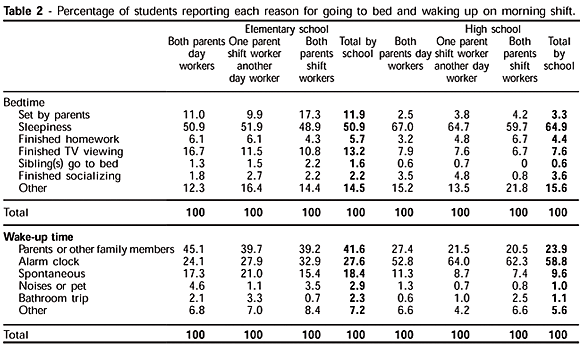 Table 2 - Percentage of students reporting each reason for going to bed and waking up on morning shift.
Elementary school High school
Both parents day workers One parent shift worker another day worker Both parents shift workers Total by school Both parents day workers One parent shift worker another day worker Both parents shift workers Total by school
Bedtime
Set by parents 11.0 9.9 17.3 11.9 2.5 3.8 4.2 3.3
Sleepiness 50.9 51.9 48.9 50.9 67.0 64.7 59.7 64.9
Finished homework 6.1 6.1 4.3 5.7 3.2 4.8 6.7 4.4
Finished TV viewing 16.7 11.5 10.8 13.2 7.9 7.6 6.7 7.6
Sibling(s) go to bed 1.3 1.5 2.2 1.6 0.6 0.7 0 0.6
Finished socializing 1.8 2.7 2.2 2.2 3.5 4.8 0.8 3.6
Other 12.3 16.4 14.4 14.5 15.2 13.5 21.8 15.6
Total 100 100 100 100 100 100 100 100
Wake-up time
Parents or other family members 45.1 39.7 39.2 41.6 27.4 21.5 20.5 23.9
Alarm clock 24.1 27.9 32.9 27.6 52.8 64.0 62.3 58.8
Spontaneous 17.3 21.0 15.4 18.4 11.3 8.7 7.4 9.6
Noises or pet 4.6 1.1 3.5 2.9 1.3 0.7 0.8 1.0
Bathroom trip 2.1 3.3 0.7 2.3 0.6 1.0 2.5 1.1
Other 6.8 7.0 8.4 7.2 6.6 4.2 6.6 5.6
Total 100 100 100 100 100 100 100 100